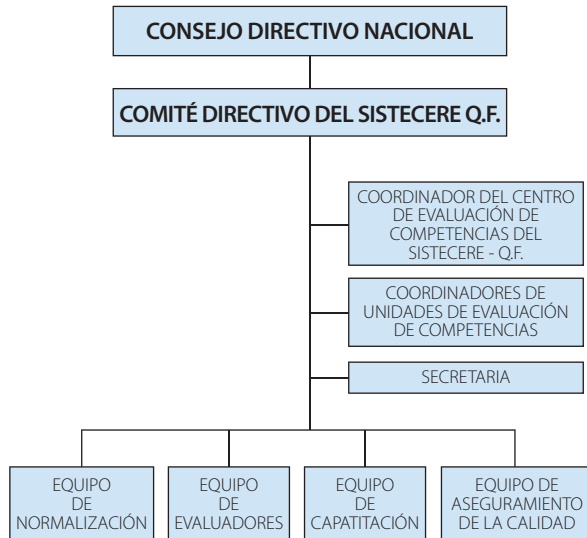 CONSEJO DIRECTIVO NACIONAL
COMITÉ DIRECTIVO DEL SISTECERE Q.F.
COORDINADOR DEL CENTRO
DE EVALUACIÓN DE
COMPETENCIAS DEL
SISTECERE - Q.F.
COORDINADORES DE
UNIDADES DE EVALUACIÓN
DE COMPETENCIAS
SECRETARIA
EQUIPO
DE
NORMALIZACIÓN
EQUIPO
DE
EVALUADORES
EQUIPO
DE
CAPATITACIÓN
EQUIPO DE
ASEGURAMIENTO
DE LA CALIDAD